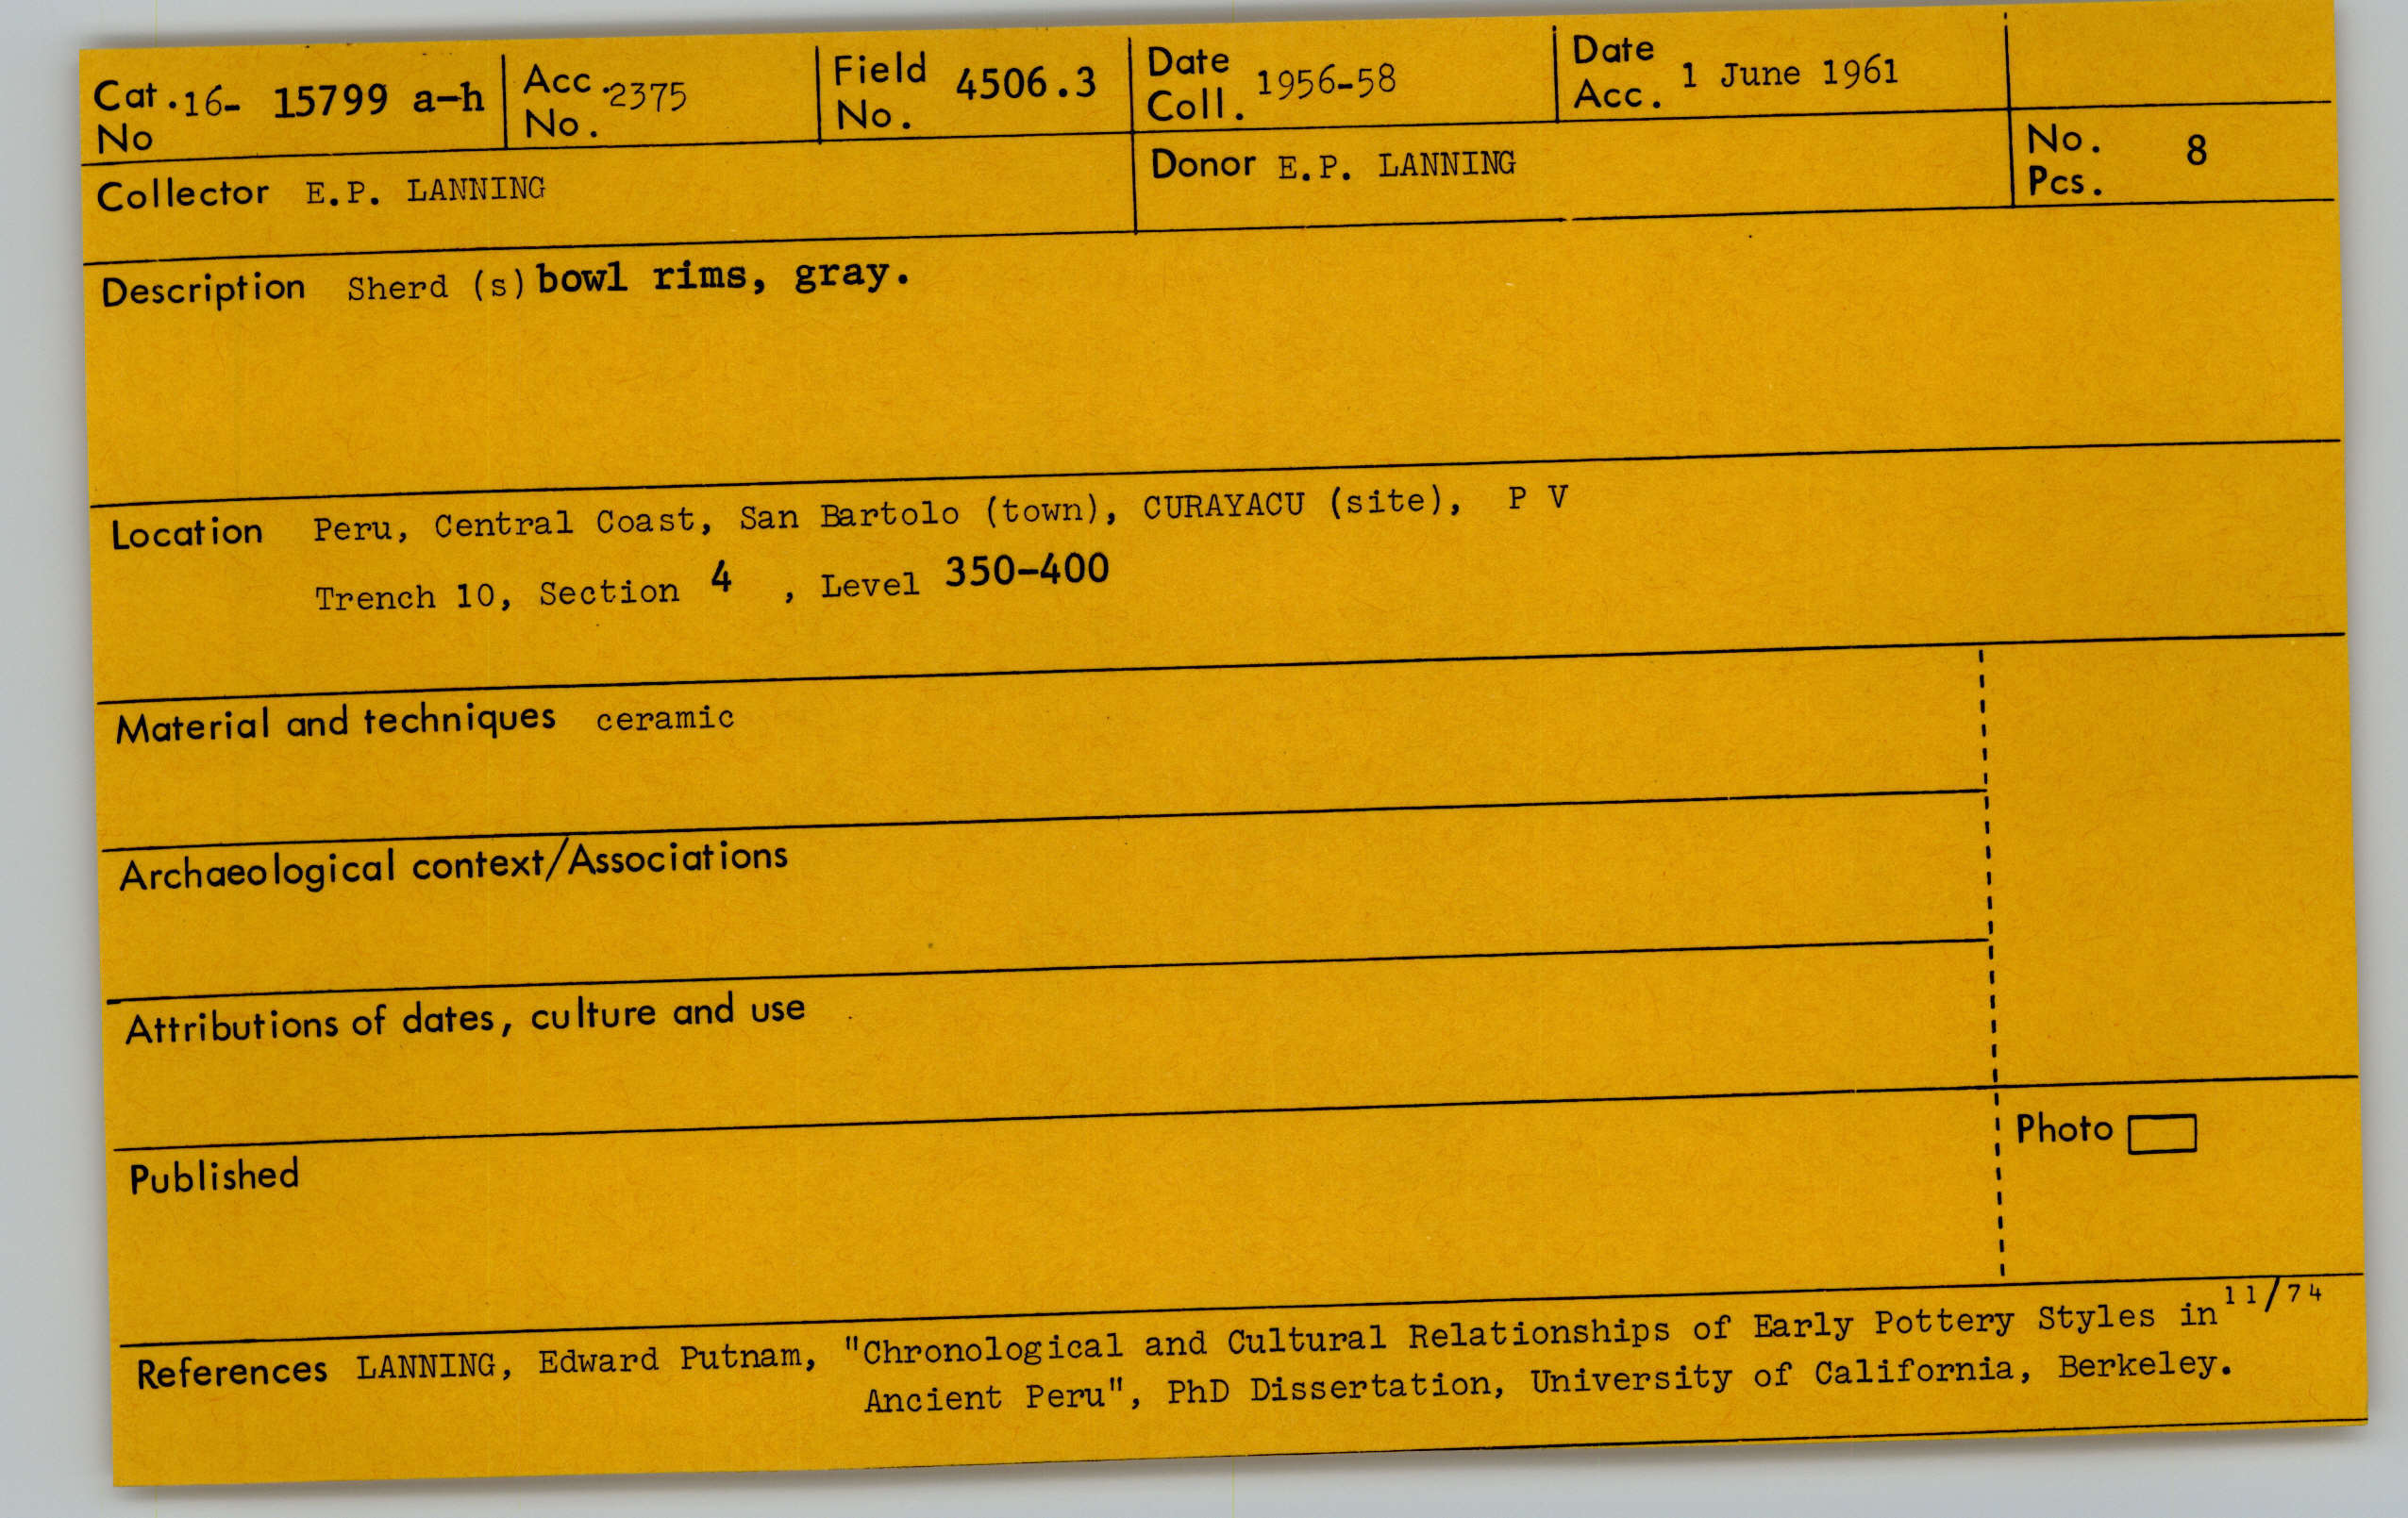 Cat. No 16- 15799 a-h Acc. No. 2375 Field No. 4506.3 Date Coll. 1956-58 Date Acc. 1 June 1961
Collector E.P. LANNING Donor E.P. LANNING No. Pcs. 8
Description Sherd (s) bowl rims, gray.
Location Peru, Central Coast, San Bartolo (town), CURAYACU (site), P V
Trench 10, Section 4 , Level 350-400
Material and techniques ceramic
Archaeological context/Associations
Attributions of dates, culture and use
Published
Photo
11/74
References LANNING, Edward Putnam, "Chronological and Cultural Relationships of Early Pottery Styles in
Ancient Peru", PhD Dissertation, University of California, Berkeley.